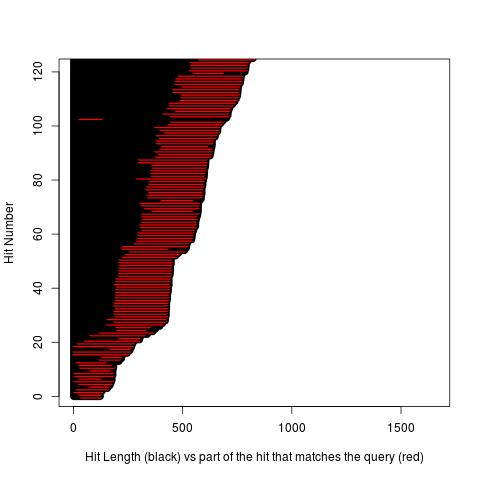 120
100
80
60
40
20
0
Hit Number
0 500 1000 1500
Hit Length (black) vs part of the hit that matches the query (red)